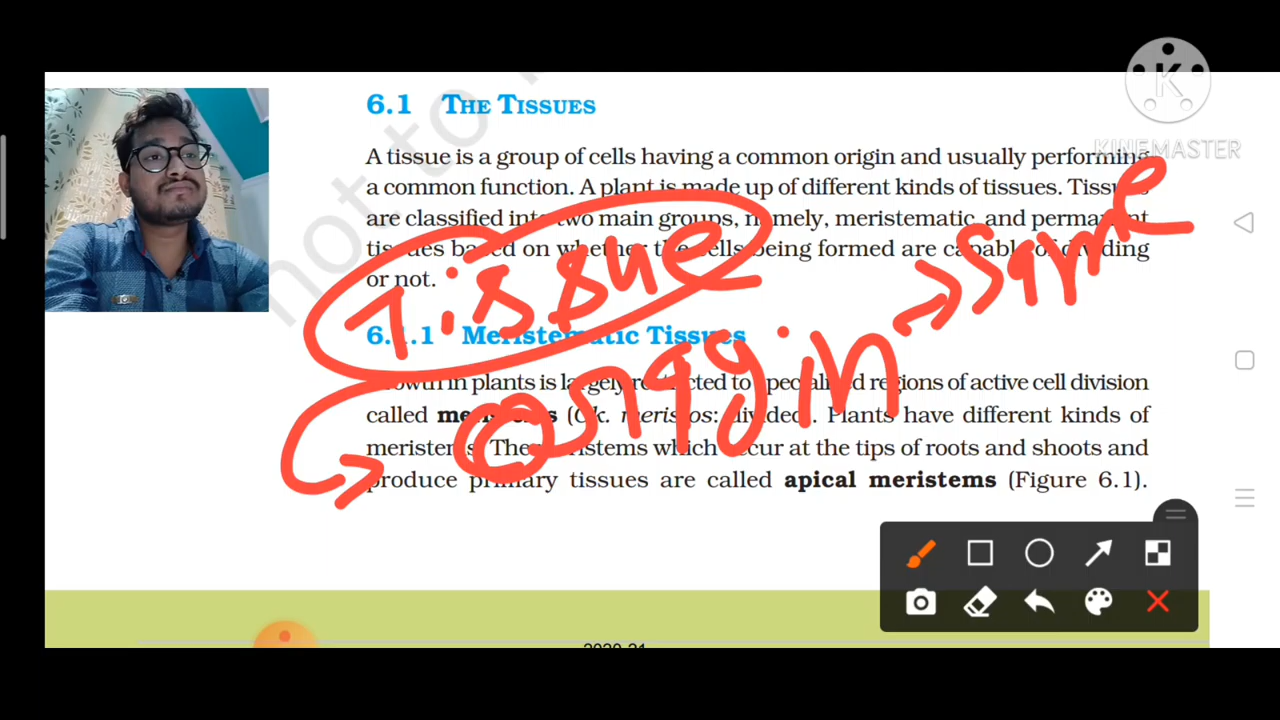 6.1 THE TISSUES
A tissue is a group of cells having a common origin and usually performing
a common function. A plant is made up of different kinds of tissues. Tissues
are classified into two main groups, namely, meristematic and permanent
tissues based on whether the cells being formed are capable of dividing
or not.
Tissue
same
6.1.1 Meristematic Tissues
Growth in plants is largely restricted to specialised regions of active cell division
called meristems (Gk. meristos: divided). Plants have different kinds of
meristems. The meristems which occur at the tips of roots and shoots and
produce primary tissues are called apical meristems (Figure 6.1).
not to
KINEMASTER
K
2020-21